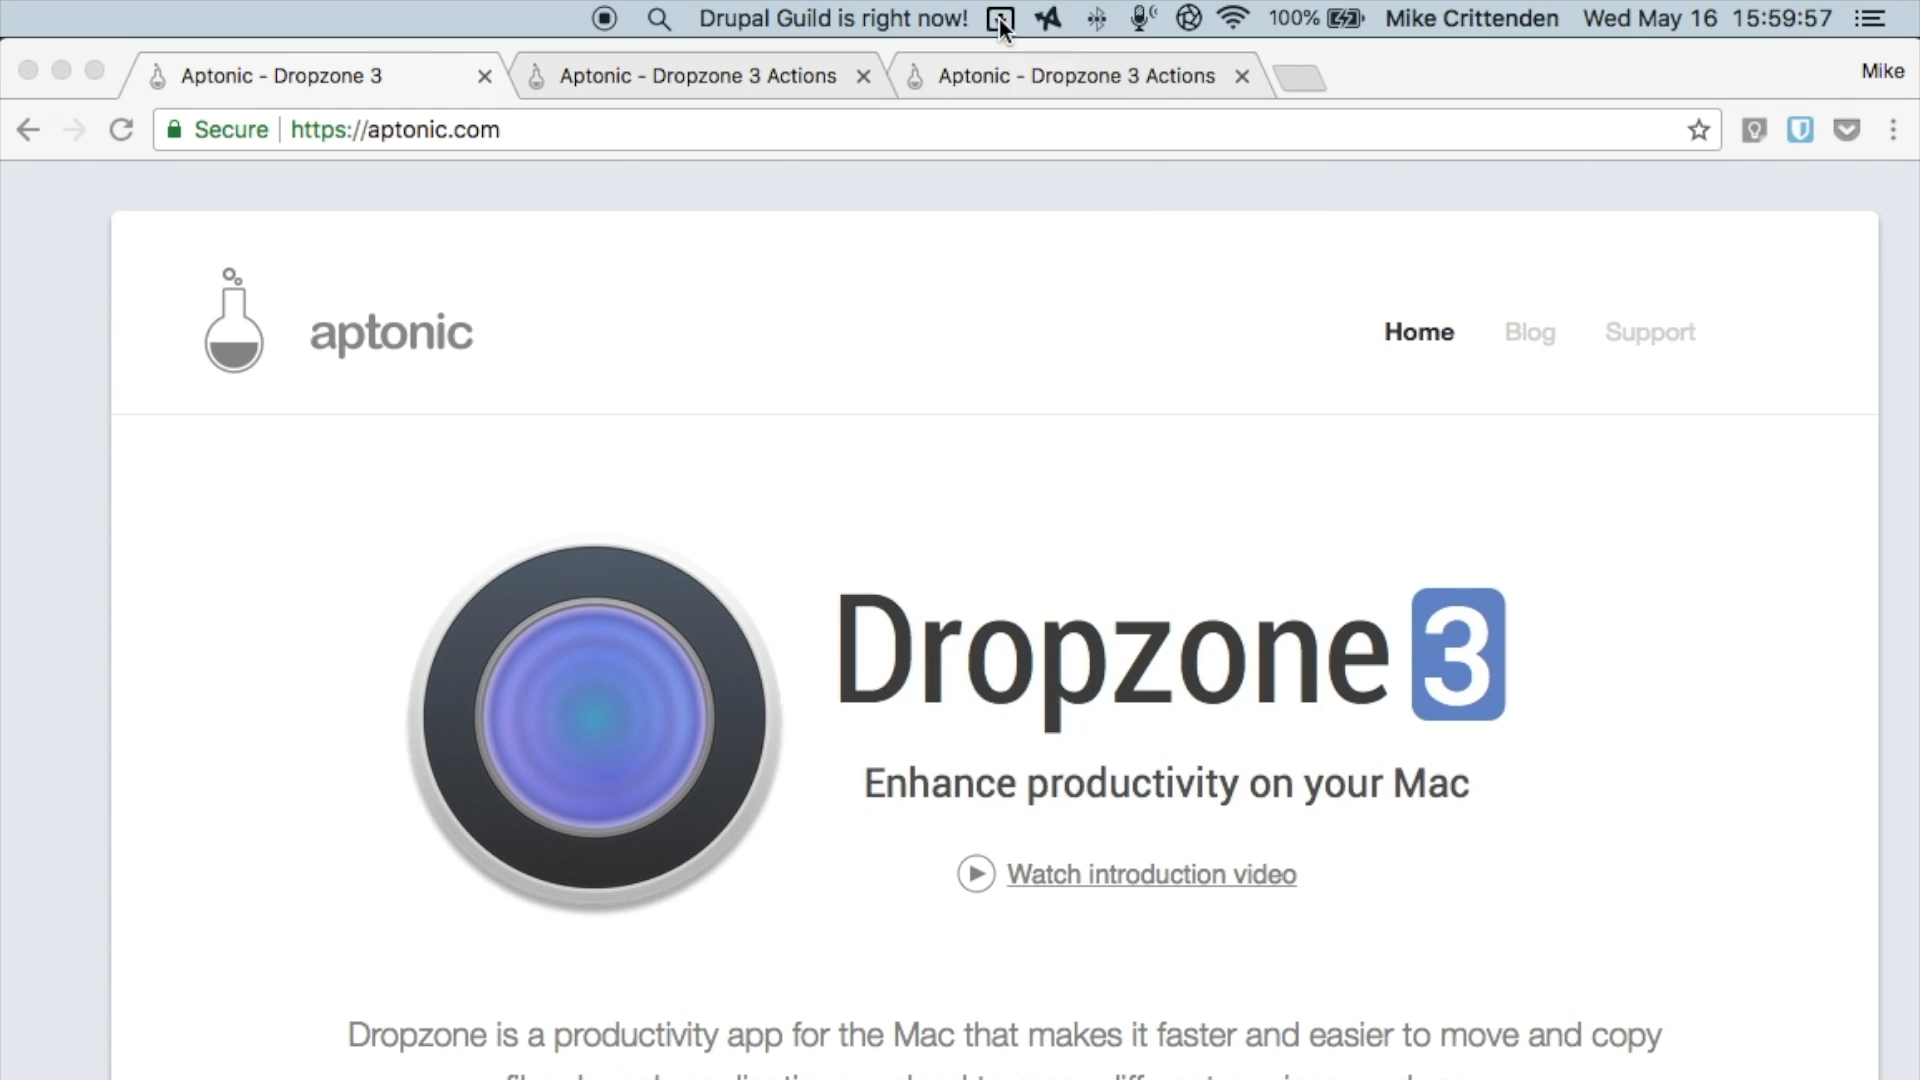 Drupal Guild is right now! 100% Mike Crittenden Wed May 16 15:59:57
Aptonic - Dropzone 3 Aptonic - Dropzone 3 Actions Aptonic - Dropzone 3 Actions Mike
Secure https://aptonic.com
aptonic Home Blog Support
Dropzone 3
Enhance productivity on your Mac
Watch introduction video
Dropzone is a productivity app for the Mac that makes it faster and easier to move and copy